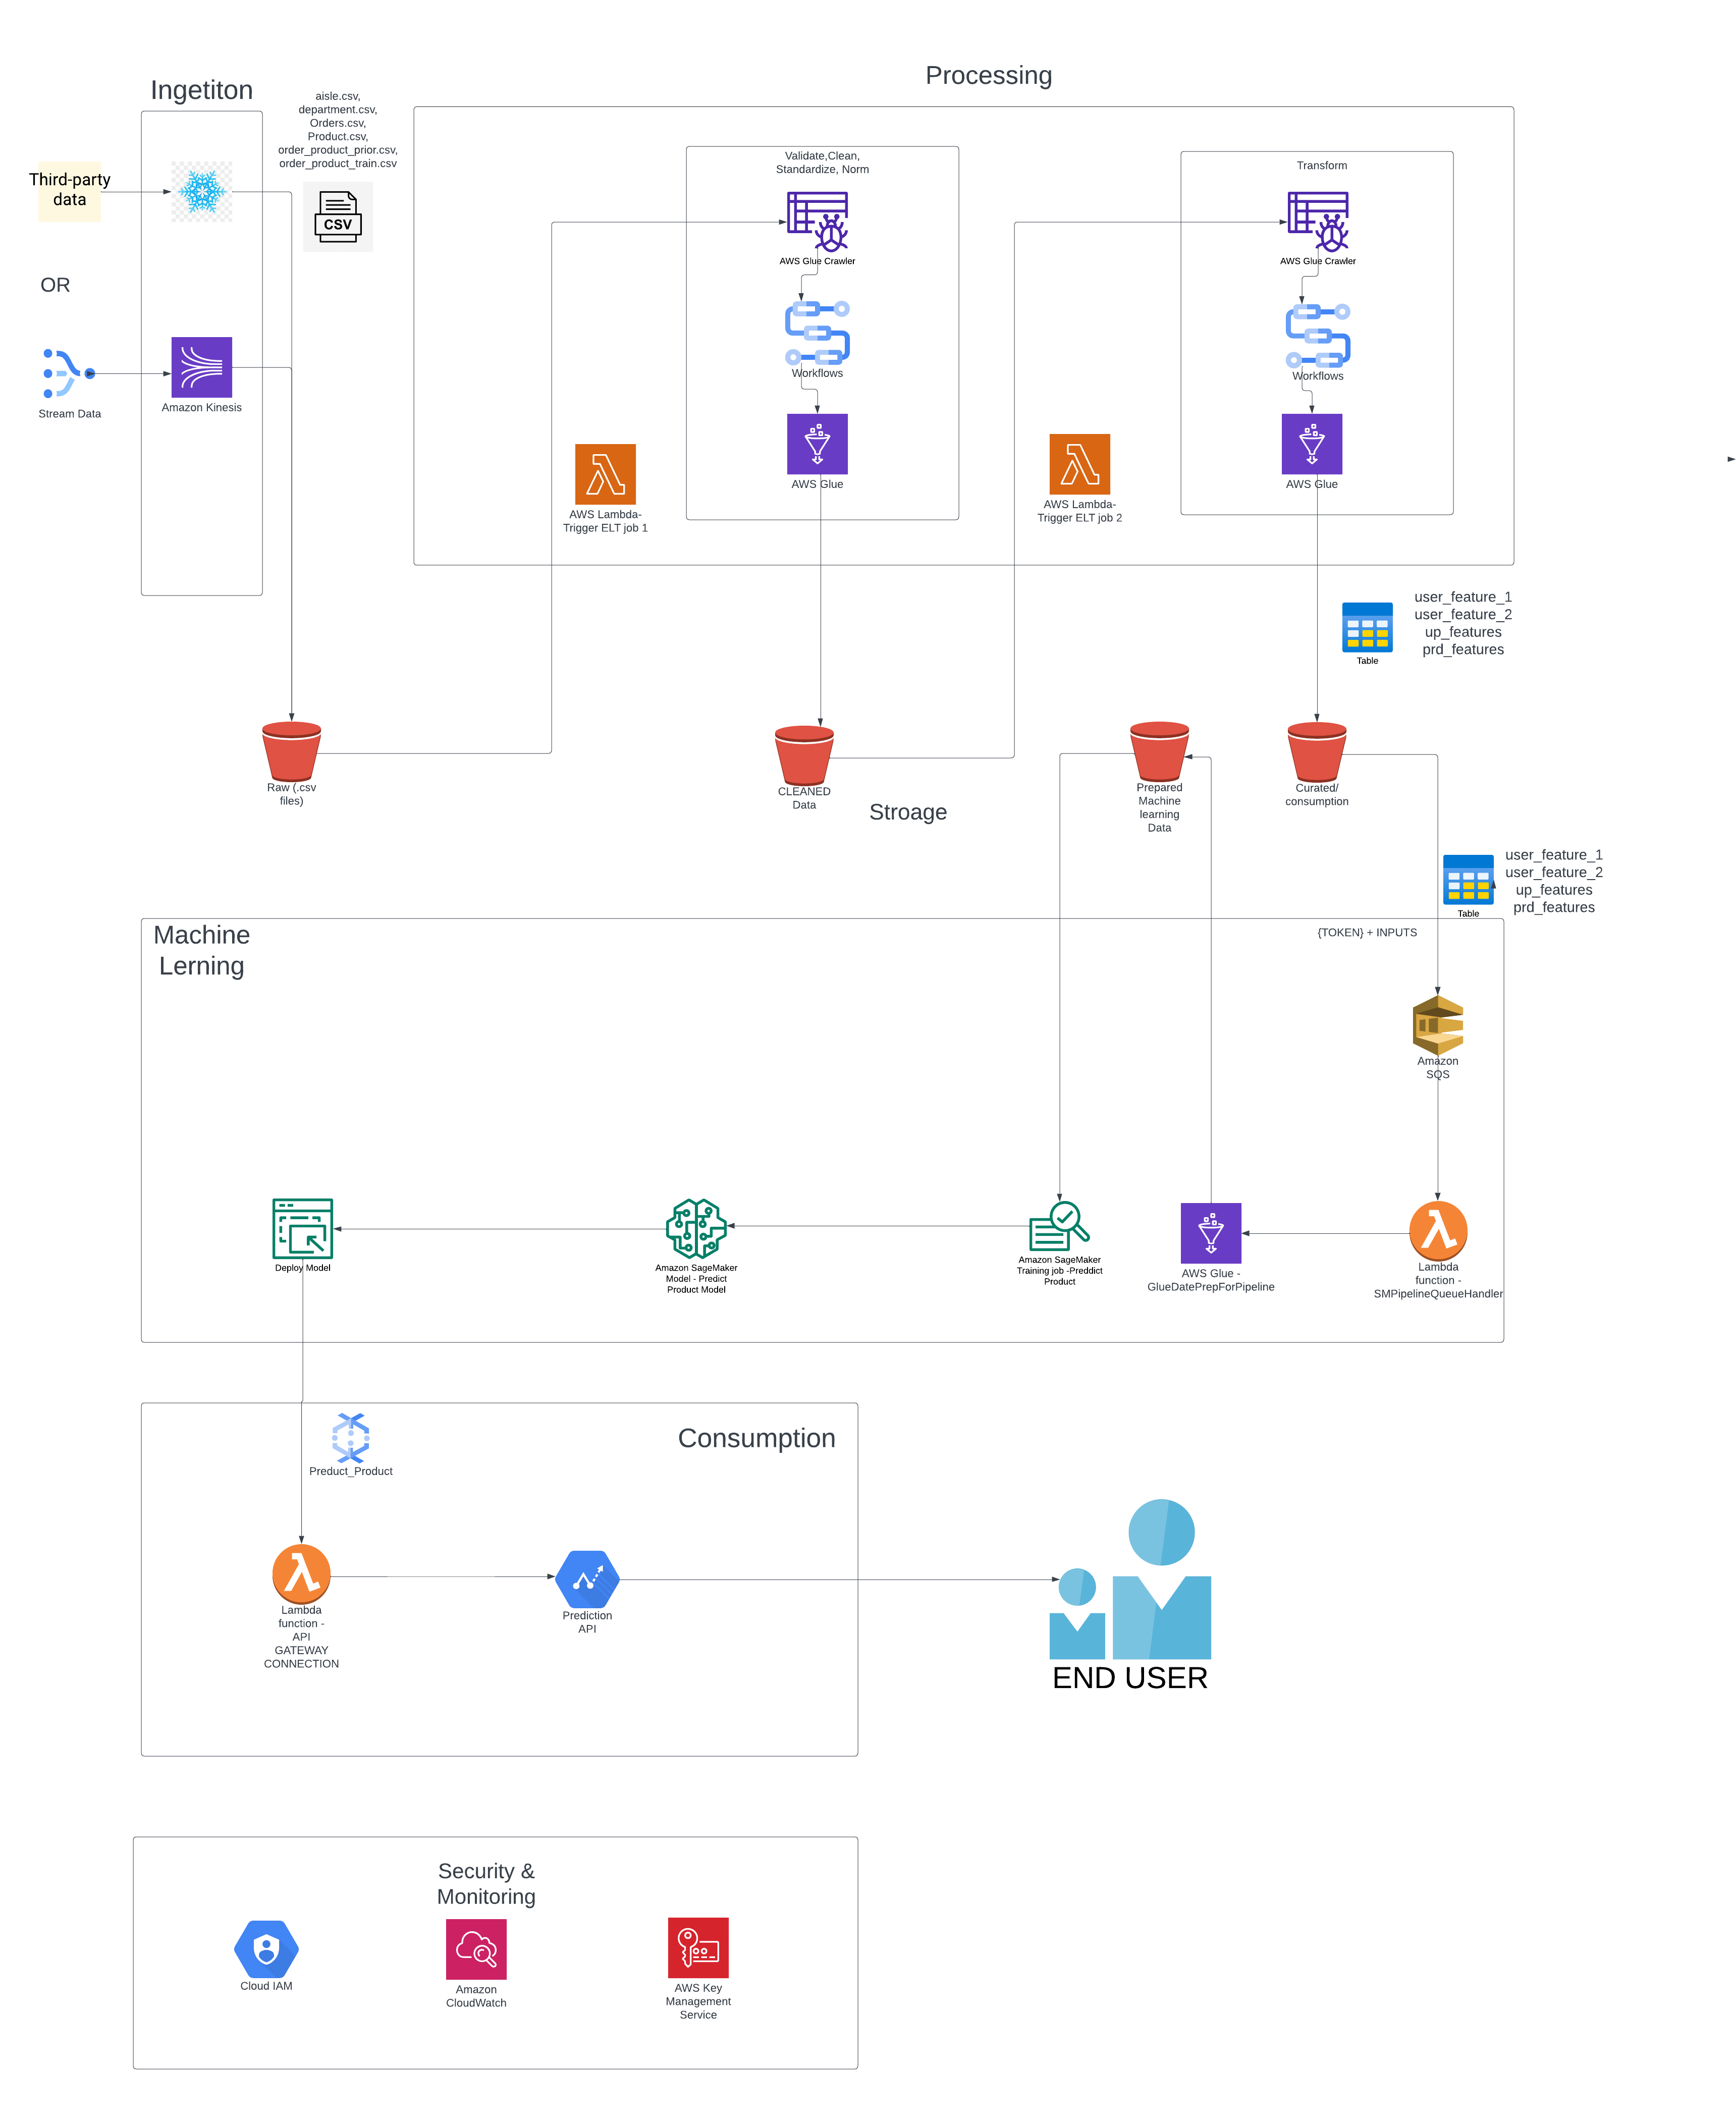 Processing
Ingetiton
aisle.csv,
department.csv,
Orders.csv,
Product.csv,
order_product_prior.csv,
order_product_train.csv
CSV
Third-party
data
OR
Stream Data
Amazon Kinesis
Validate,Clean,
Standardize, Norm
AWS Glue Crawler
Workflows
AWS Glue
AWS Lambda-
Trigger ELT job 1
Transform
AWS Glue Crawler
Workflows
AWS Glue
AWS Lambda-
Trigger ELT job 2
user_feature_1
user_feature_2
up_features
prd_features
Table
Raw (.csv
files)
CLEANED
Data
Stroage
Prepared
Machine
learning
Data
Curated/
consumption
user_feature_1
user_feature_2
up_features
prd_features
Table
Machine
Lerning
{TOKEN} + INPUTS
Amazon
SQS
Deploy Model
Amazon SageMaker
Model - Predict
Product Model
Amazon SageMaker
Training job -Preddict
Product
AWS Glue -
GlueDatePrepForPipeline
Lambda
function -
SMPipelineQueueHandler
Consumption
Preduct_Product
Lambda
function -
API
GATEWAY
CONNECTION
Prediction
API
END USER
Security &
Monitoring
Cloud IAM
Amazon
CloudWatch
AWS Key
Management
Service